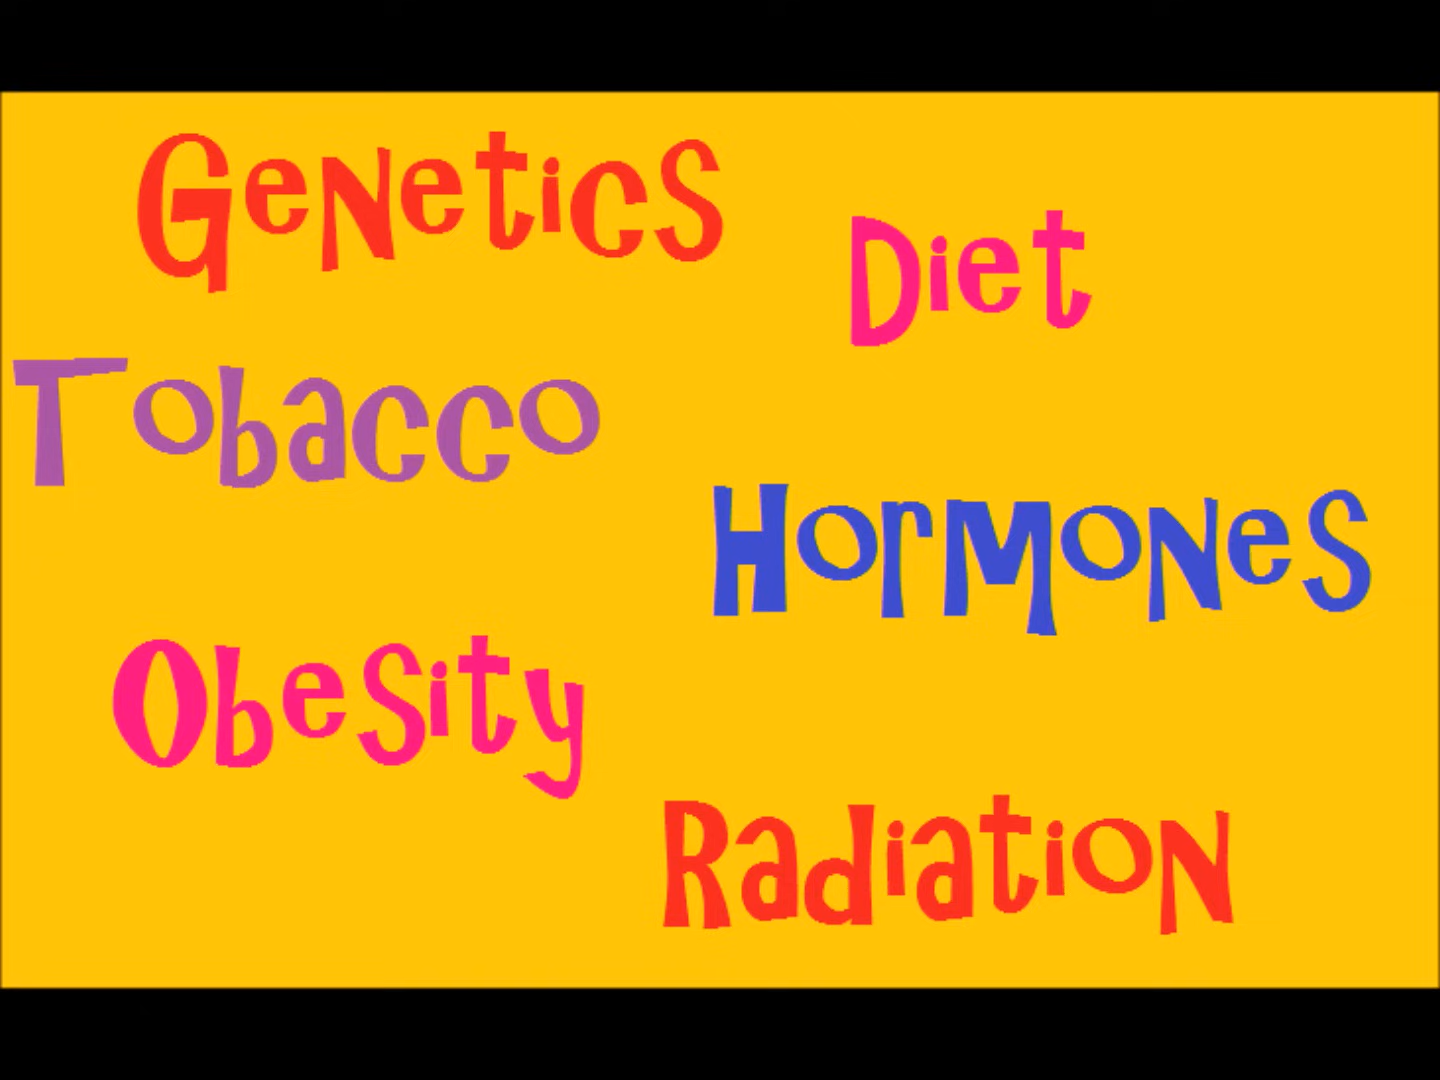 Genetics
Diet
Tobacco
Hormones
Obesity
Radiation